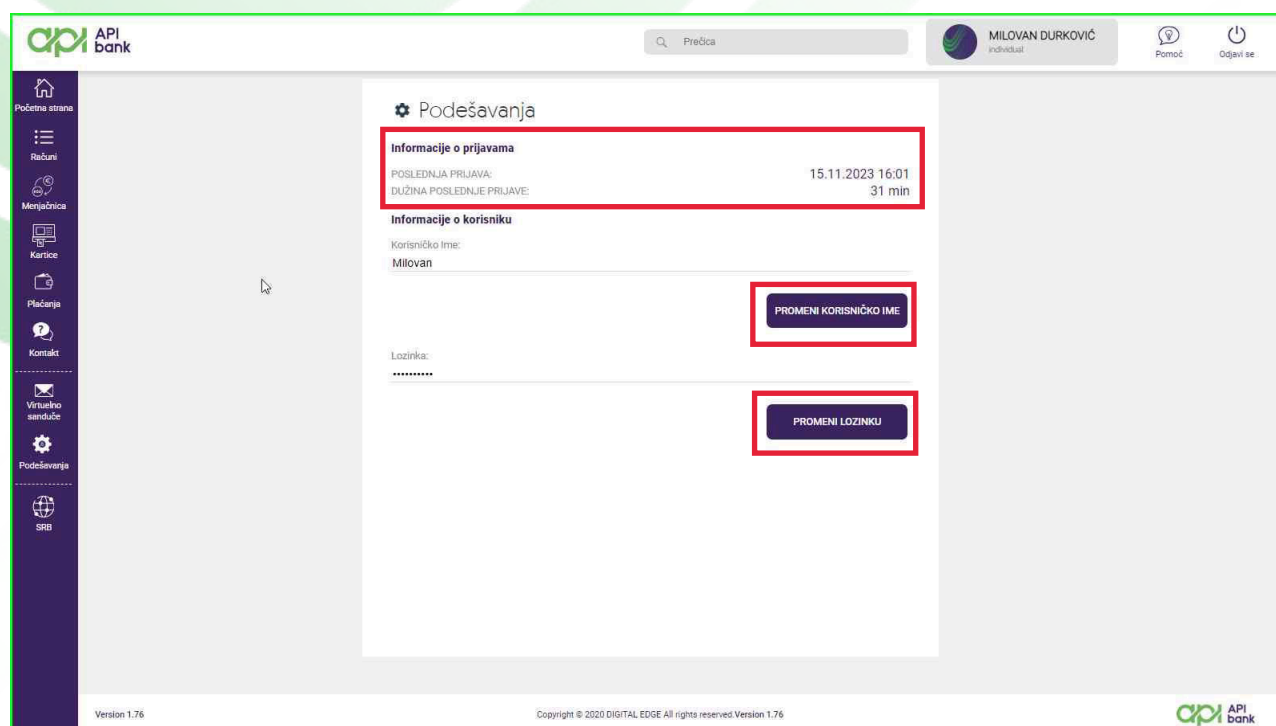 api API bank
Prečica
MILOVAN DURKOVIĆ
individual
Pomoć
Odjavi se
Početna strana
Računi
Menjačnica
Kartice
Plaćanja
Kontakt
Virtuelno
sanduče
Podešavanja
SRB
Podešavanja
Informacije o prijavama
POSLEDNJA PRIJAVA: 15.11.2023 16:01
DUŽINA POSLEDNJE PRIJAVE: 31 min
Informacije o korisniku
Korisničko Ime:
Milovan
PROMENI KORISNIČKO IME
Lozinka:
••••••••••
PROMENI LOZINKU
Version 1.76
Copyright © 2020 DIGITAL EDGE All rights reserved.Version 1.76
api API bank